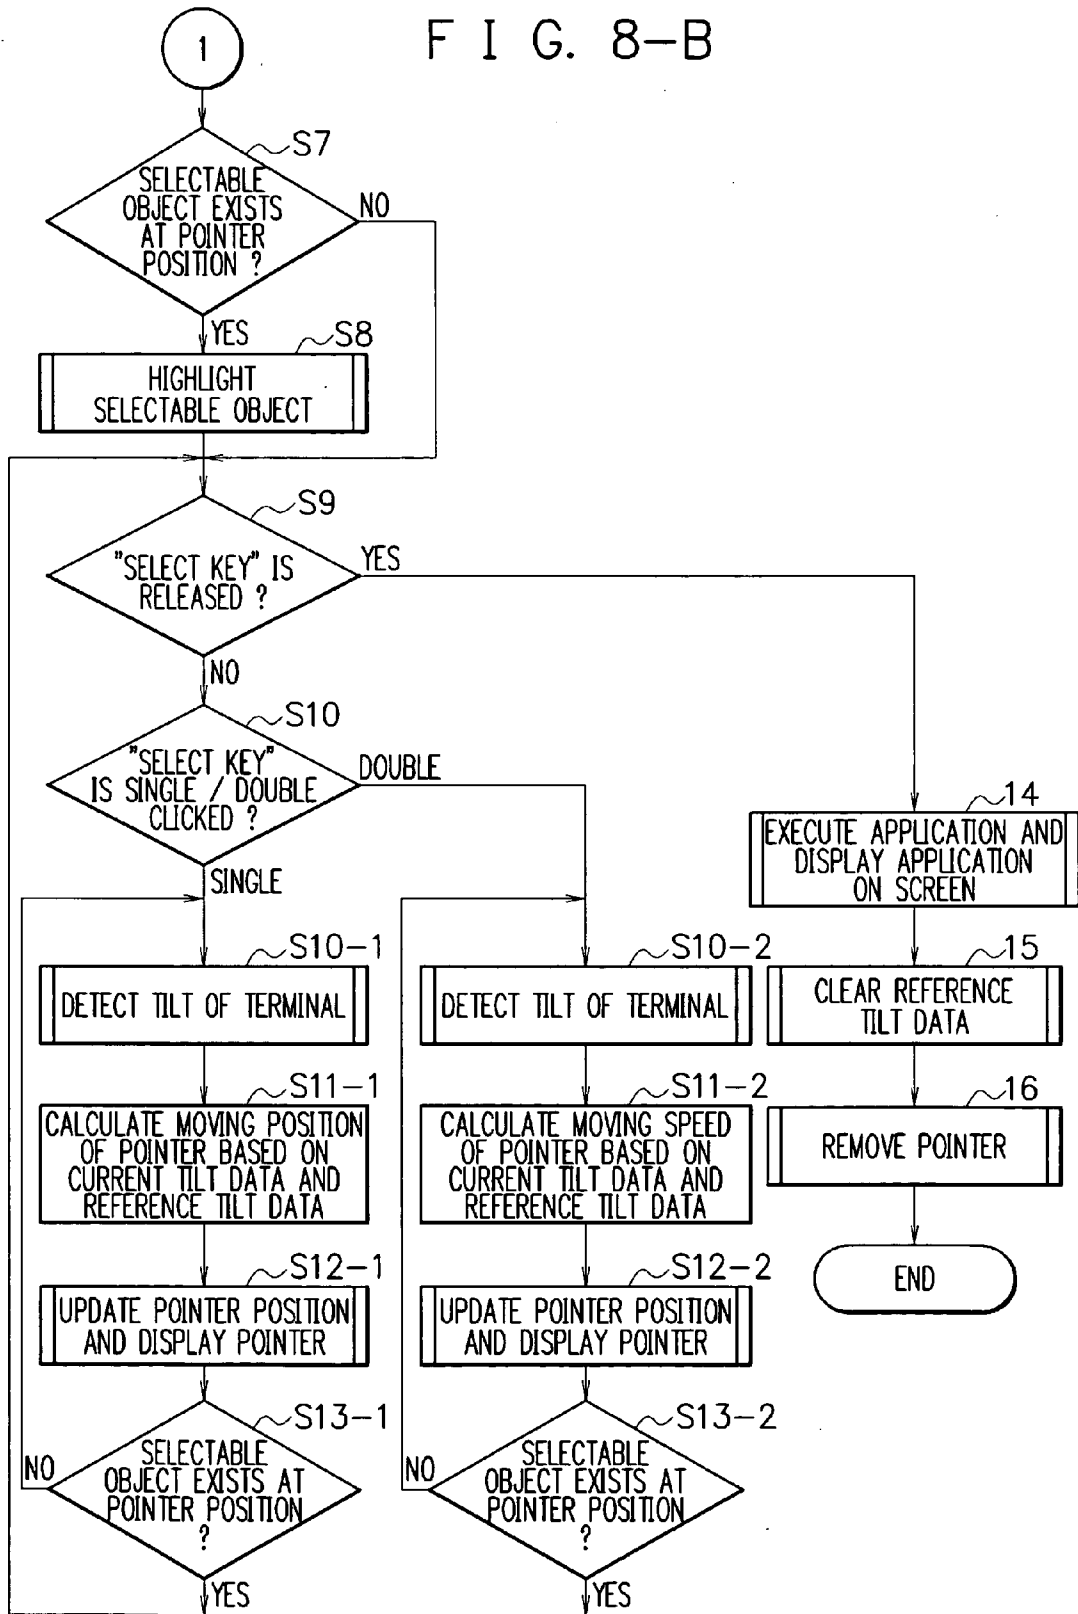 F I G. 8-B
1
S7
SELECTABLE
OBJECT EXISTS
AT POINTER
POSITION ?
NO
YES
S8
HIGHLIGHT
SELECTABLE OBJECT
S9
"SELECT KEY" IS
RELEASED ?
YES
NO
S10
"SELECT KEY"
IS SINGLE / DOUBLE
CLICKED ?
DOUBLE
SINGLE
14
EXECUTE APPLICATION AND
DISPLAY APPLICATION
ON SCREEN
S10-1
DETECT TILT OF TERMINAL
S10-2
DETECT TILT OF TERMINAL
15
CLEAR REFERENCE
TILT DATA
S11-1
CALCULATE MOVING POSITION
OF POINTER BASED ON
CURRENT TILT DATA AND
REFERENCE TILT DATA
S11-2
CALCULATE MOVING SPEED
OF POINTER BASED ON
CURRENT TILT DATA AND
REFERENCE TILT DATA
16
REMOVE POINTER
S12-1
UPDATE POINTER POSITION
AND DISPLAY POINTER
S12-2
UPDATE POINTER POSITION
AND DISPLAY POINTER
END
S13-1
SELECTABLE
OBJECT EXISTS AT
POINTER POSITION
?
NO
YES
S13-2
SELECTABLE
OBJECT EXISTS AT
POINTER POSITION
?
NO
YES